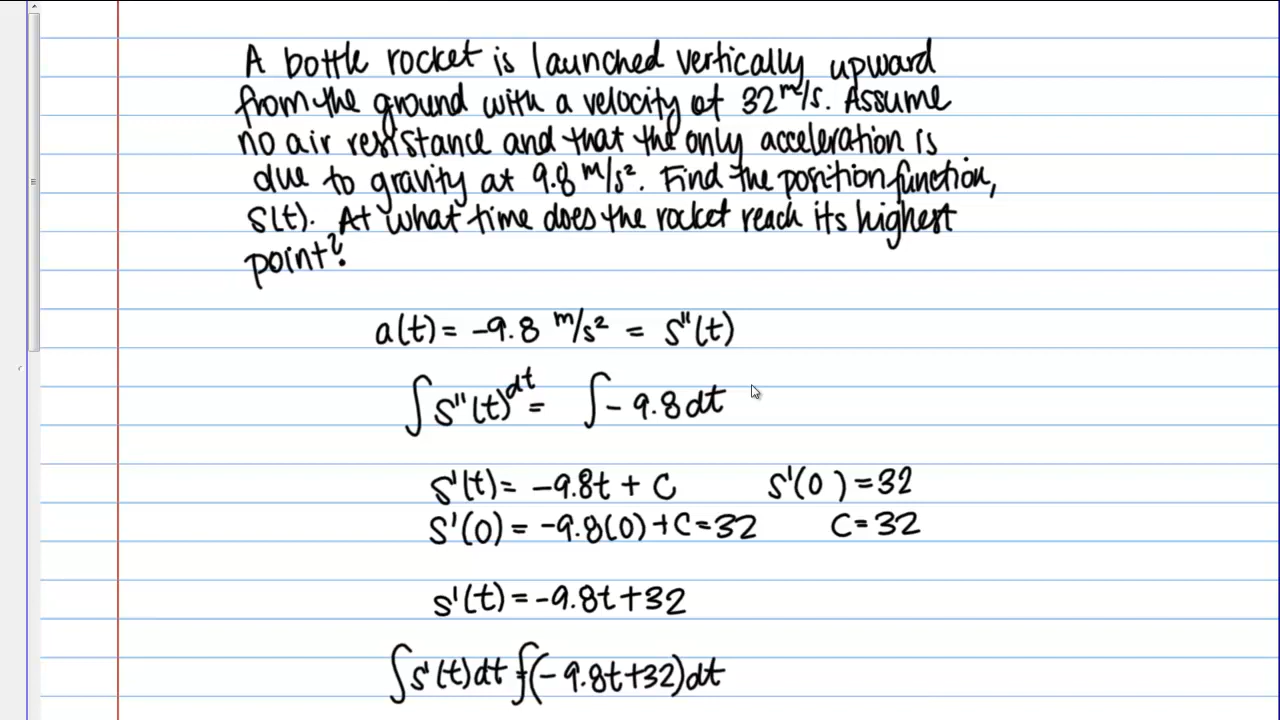 A bottle rocket is launched vertically upward
from the ground with a velocity of 32 m/s. Assume
no air resistance and that the only acceleration is
due to gravity at 9.8 m/s². Find the position function,
s(t). At what time does the rocket reach its highest
point?
a(t) = -9.8 m/s² = s"(t)
∫ s"(t) dt = ∫ -9.8 dt
s'(t) = -9.8t + C s'(0) = 32
s'(0) = -9.8(0) + C = 32 C = 32
s'(t) = -9.8t + 32
∫ s'(t) dt = ∫ (-9.8t + 32) dt